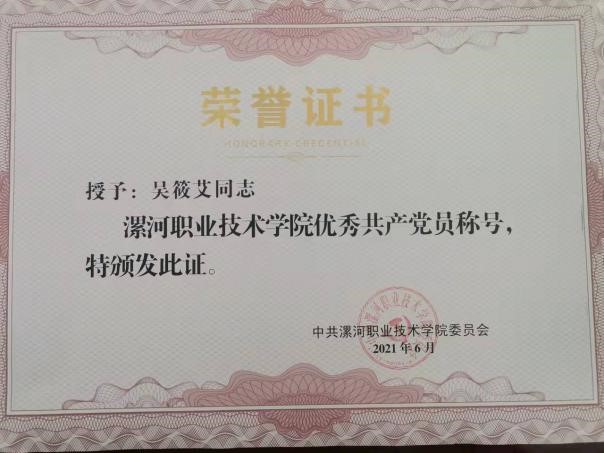 荣誉证书
HONORARY CREDENTIAL
授予：吴筱艾同志
漯河职业技术学院优秀共产党员称号，
特颁发此证。
中共漯河职业技术学院委员会
2021年6月